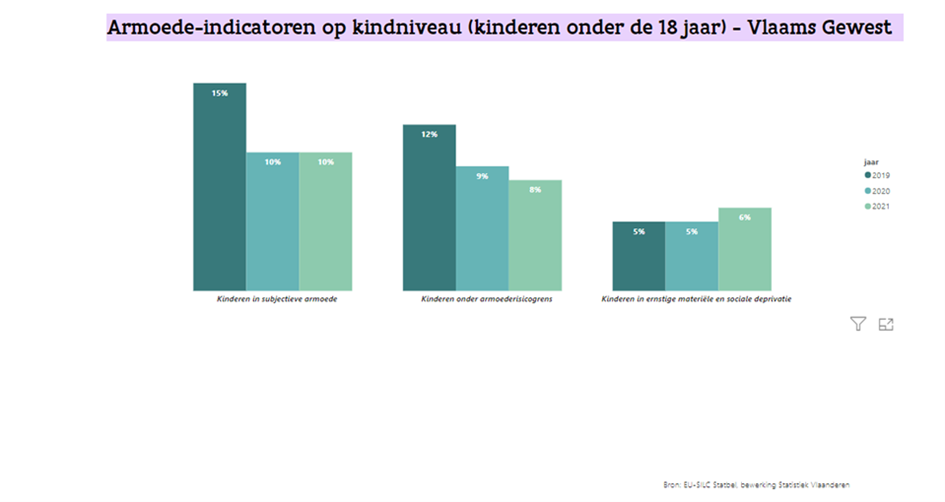 Armoede-indicatoren op kindniveau (kinderen onder de 18 jaar) - Vlaams Gewest
15%
10%
10%
12%
9%
8%
5%
5%
6%
jaar
2019
2020
2021
Kinderen in subjectieve armoede
Kinderen onder armoederisicogrens
Kinderen in ernstige materiële en sociale deprivatie
Bron: EU-SILC Statbel, bewerking Statistiek Vlaanderen